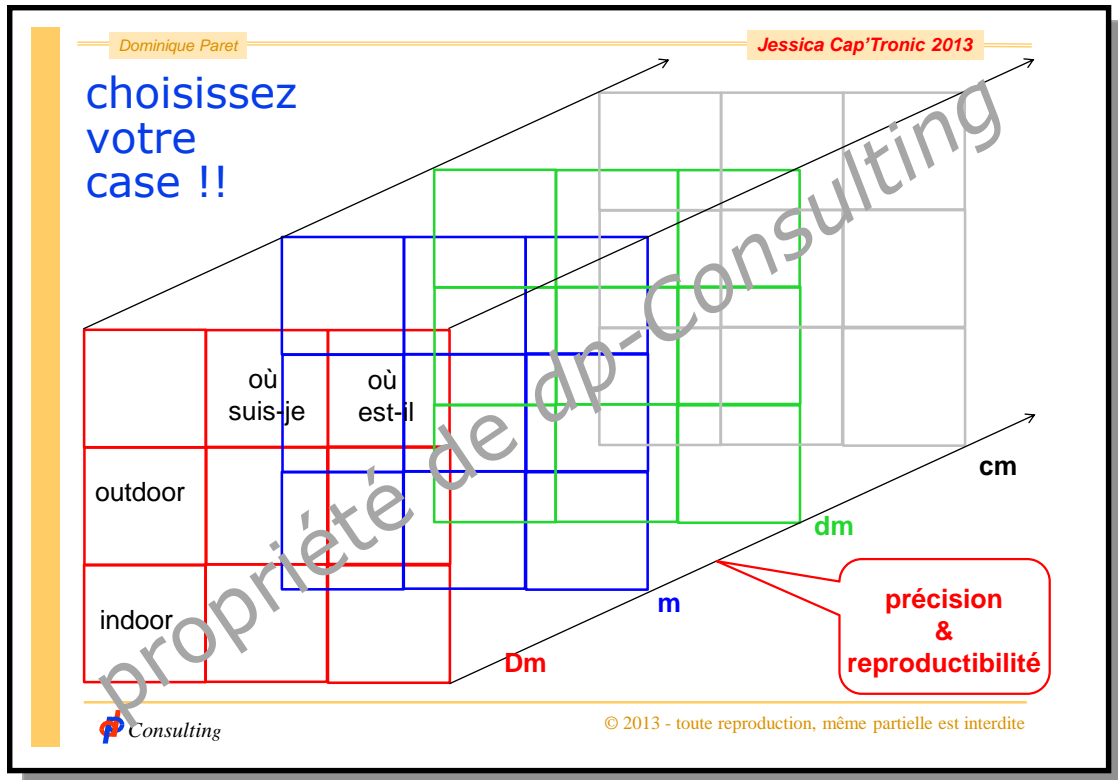 Dominique Paret
Jessica Cap'Tronic 2013
choisissez
votre
case !!
où
suis-je
où
est-il
outdoor
indoor
cm
dm
m
Dm
précision
&
reproductibilité
propriété de dp-Consulting
dp Consulting
© 2013 - toute reproduction, même partielle est interdite